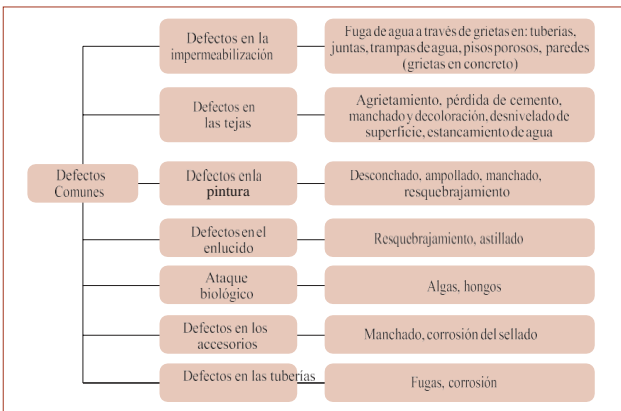 Defectos en la
impermeabilización
Fuga de agua a través de grietas en: tuberías,
juntas, trampas de agua, pisos porosos, paredes
(grietas en concreto)
Defectos en
las tejas
Agrietamiento, pérdida de cemento,
manchado y decoloración, desnivelado de
superficie, estancamiento de agua
Defectos
Comunes
Defectos en la
pintura
Desconchado, ampollado, manchado,
resquebrajamiento
Defectos en el
enlucido
Resquebrajamiento, astillado
Ataque
biológico
Algas, hongos
Defectos en los
accesorios
Manchado, corrosión del sellado
Defectos en las tuberías
Fugas, corrosión